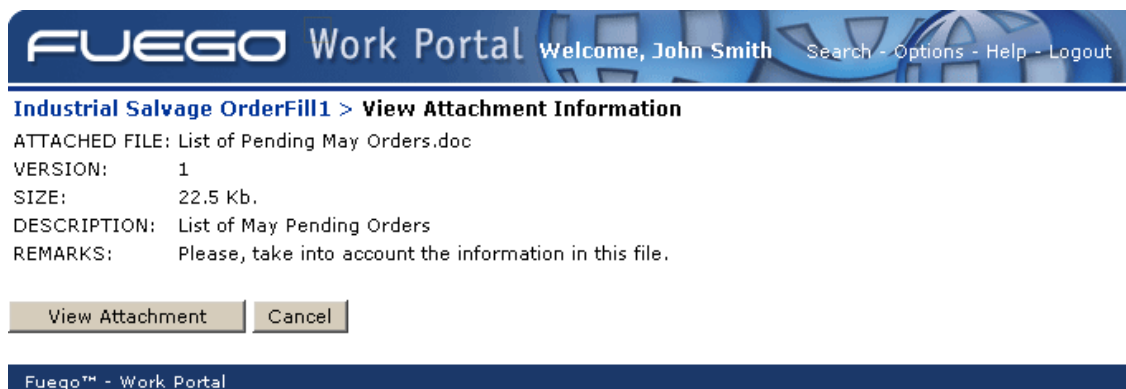 FUEGO Work Portal Welcome, John Smith Search - Options - Help - Logout
Industrial Salvage OrderFill1 > View Attachment Information
ATTACHED FILE: List of Pending May Orders.doc
VERSION: 1
SIZE: 22.5 Kb.
DESCRIPTION: List of May Pending Orders
REMARKS: Please, take into account the information in this file.
View Attachment Cancel
Fuego™ - Work Portal